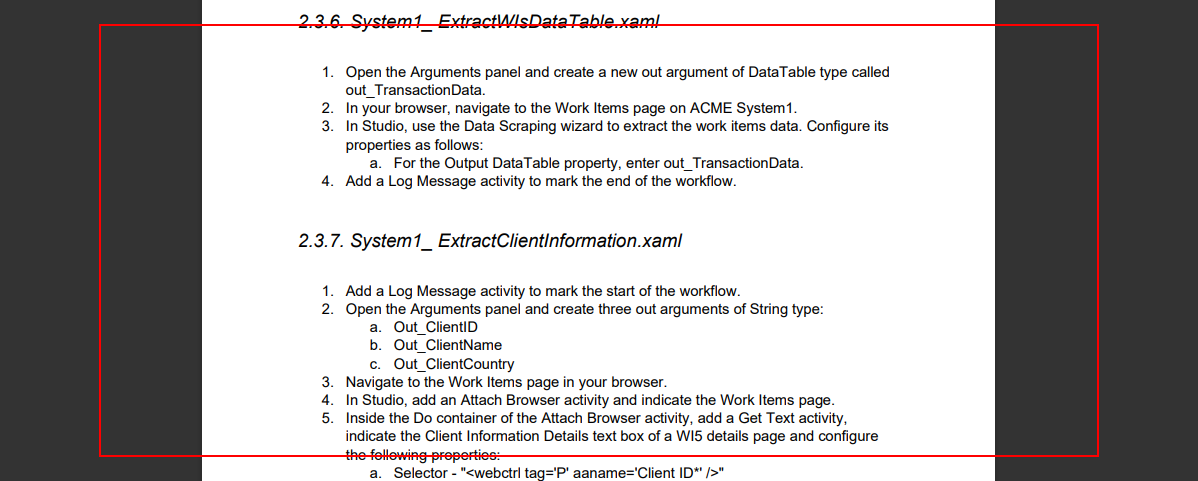 2.3.6. System1_ ExtractWIsDataTable.xaml
1. Open the Arguments panel and create a new out argument of DataTable type called
out_TransactionData.
2. In your browser, navigate to the Work Items page on ACME System1.
3. In Studio, use the Data Scraping wizard to extract the work items data. Configure its
properties as follows:
a. For the Output DataTable property, enter out_TransactionData.
4. Add a Log Message activity to mark the end of the workflow.
2.3.7. System1_ ExtractClientInformation.xaml
1. Add a Log Message activity to mark the start of the workflow.
2. Open the Arguments panel and create three out arguments of String type:
a. Out_ClientID
b. Out_ClientName
c. Out_ClientCountry
3. Navigate to the Work Items page in your browser.
4. In Studio, add an Attach Browser activity and indicate the Work Items page.
5. Inside the Do container of the Attach Browser activity, add a Get Text activity,
indicate the Client Information Details text box of a WI5 details page and configure
the following properties:
a. Selector - "<webctrl tag='P' aaname='Client ID*' />"